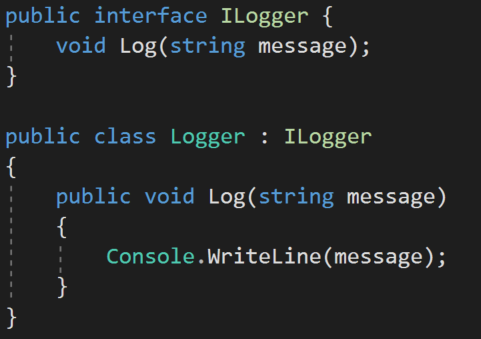 public interface ILogger {
    void Log(string message);
}

public class Logger : ILogger
{
    public void Log(string message)
    {
        Console.WriteLine(message);
    }
}